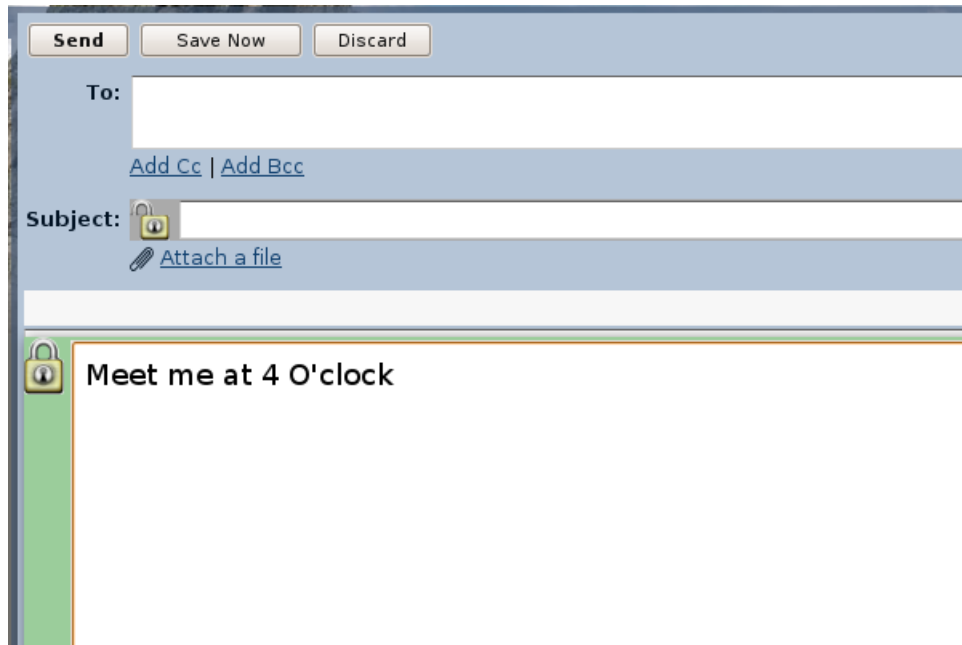 Send Save Now Discard
To:
Add Cc | Add Bcc
Subject:
Attach a file
Meet me at 4 O'clock